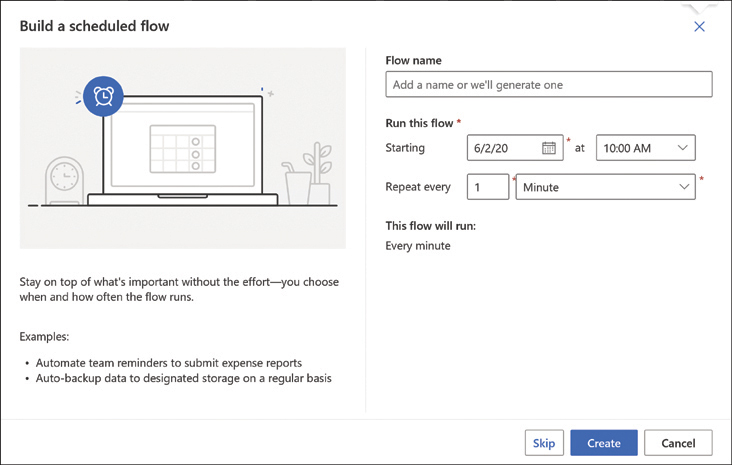 Build a scheduled flow
Flow name
Add a name or we'll generate one
Run this flow *
Starting 6/2/20 * at 10:00 AM
Repeat every 1 * Minute *
This flow will run:
Every minute
Stay on top of what's important without the effort—you choose
when and how often the flow runs.
Examples:
• Automate team reminders to submit expense reports
• Auto-backup data to designated storage on a regular basis
Skip Create Cancel